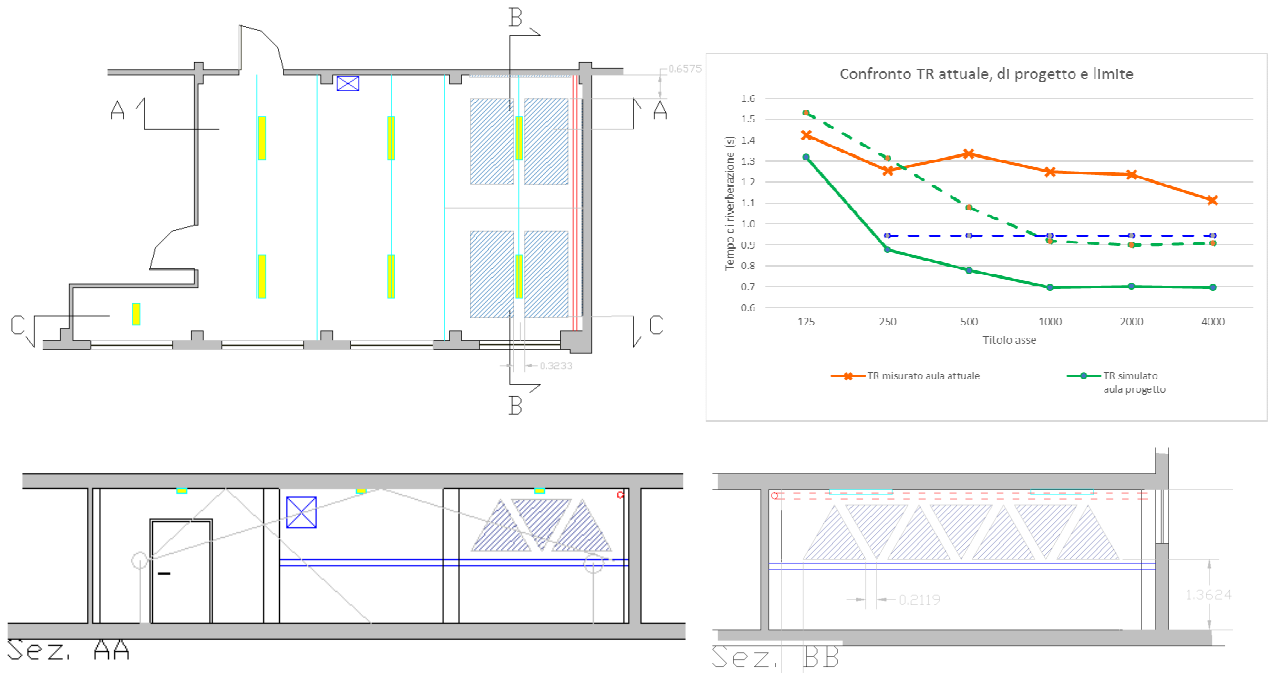 B
0.6575
A
A
C
C
0.3233
B
Confronto TR attuale, di progetto e limite
Tempo di riverberazione (s)
1.6
1.5
1.4
1.3
1.2
1.1
1.0
0.9
0.8
0.7
0.6
125
250
500
1000
2000
4000
Titolo asse
TR misurato aula attuale
TR simulato
aula progetto
Sez. AA
0.2119
1.3624
Sez. BB